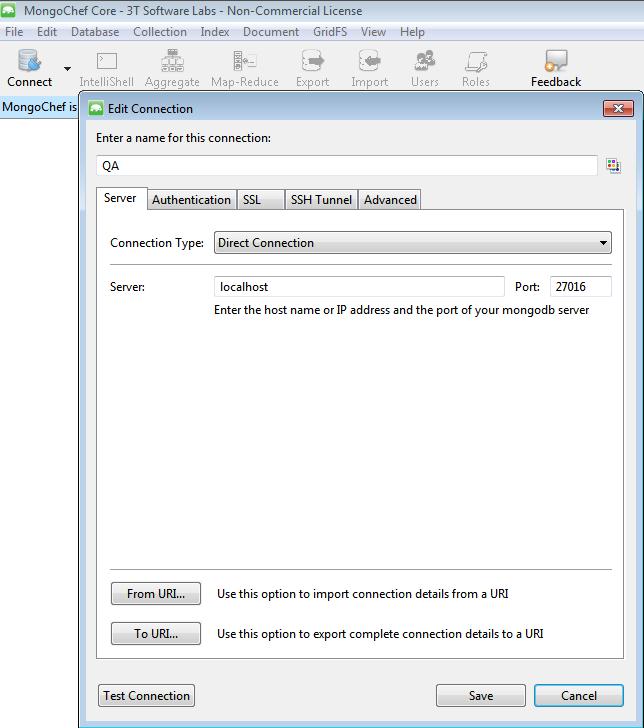 MongoChef Core - 3T Software Labs - Non-Commercial License
File Edit Database Collection Index Document GridFS View Help
Connect IntelliShell Aggregate Map-Reduce Export Import Users Roles Feedback
MongoChef is
Edit Connection
Enter a name for this connection:
QA
Server Authentication SSL SSH Tunnel Advanced
Connection Type: Direct Connection
Server: localhost Port: 27016
Enter the host name or IP address and the port of your mongodb server
From URI... Use this option to import connection details from a URI
To URI... Use this option to export complete connection details to a URI
Test Connection Save Cancel